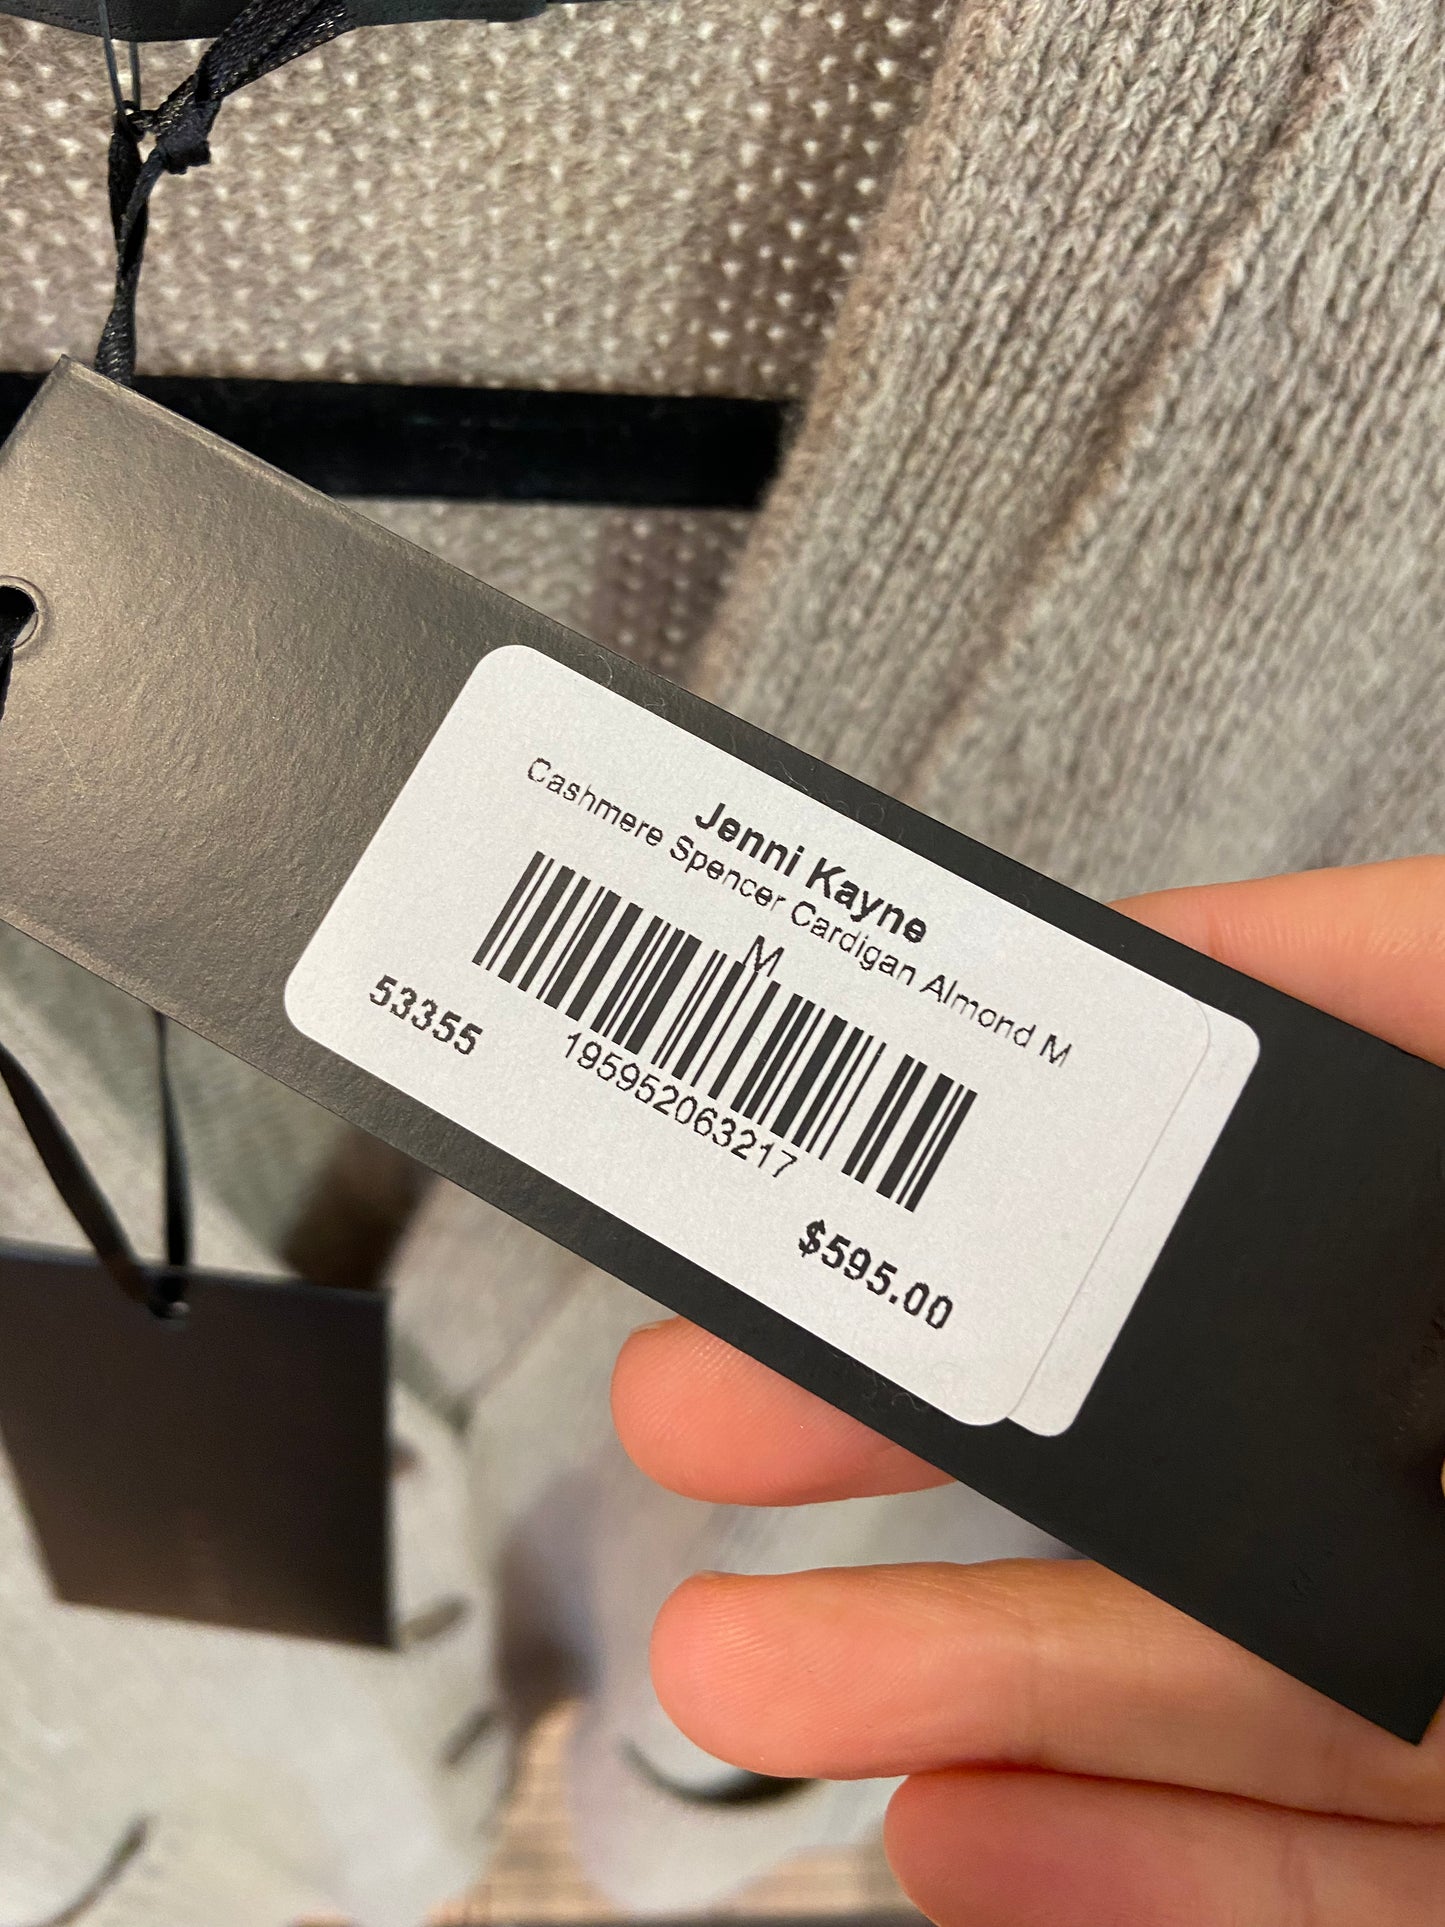 Jenni Kayne
Cashmere Spencer Cardigan Almond M
M
53355
195952063217
$595.00